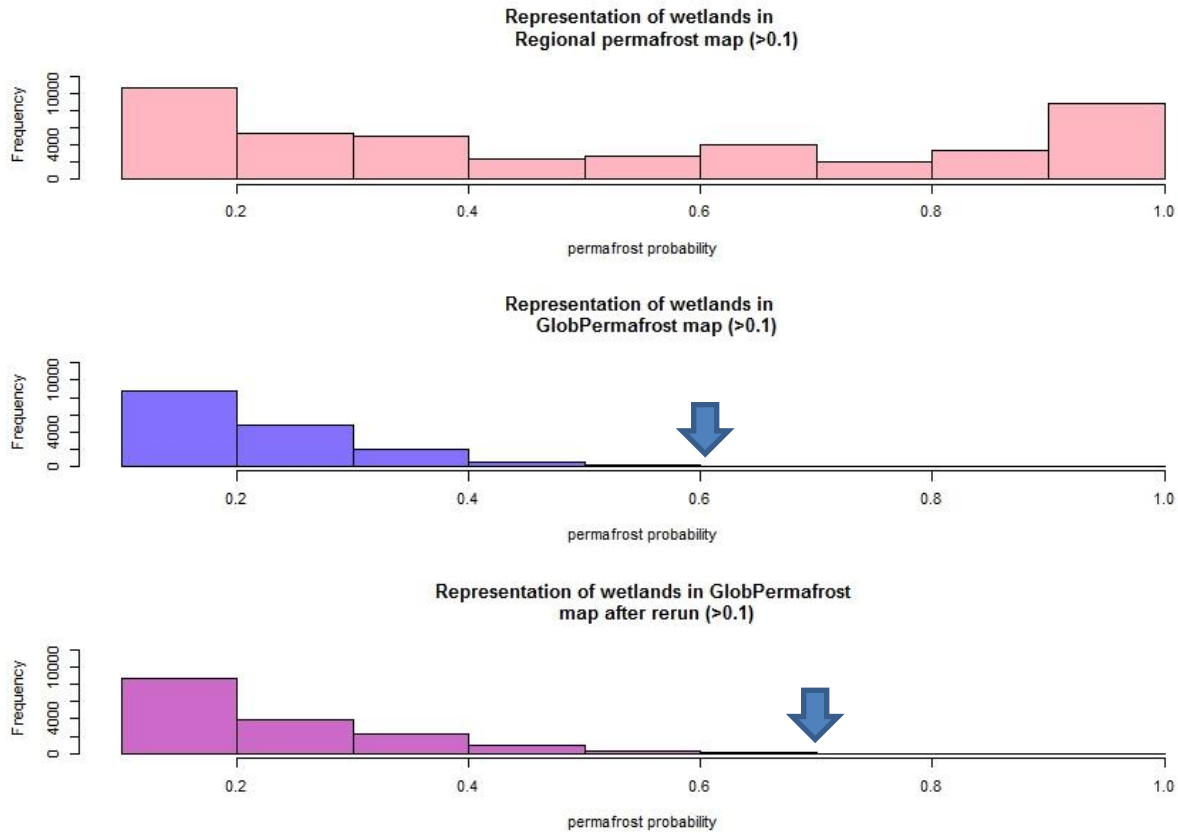 Representation of wetlands in
Regional permafrost map (>0.1)
Frequency
10000
4000
0
0.2 0.4 0.6 0.8 1.0
permafrost probability
Representation of wetlands in
GlobPermafrost map (>0.1)
Frequency
10000
4000
0
0.2 0.4 0.6 0.8 1.0
permafrost probability
Representation of wetlands in GlobPermafrost
map after rerun (>0.1)
Frequency
10000
4000
0
0.2 0.4 0.6 0.8 1.0
permafrost probability